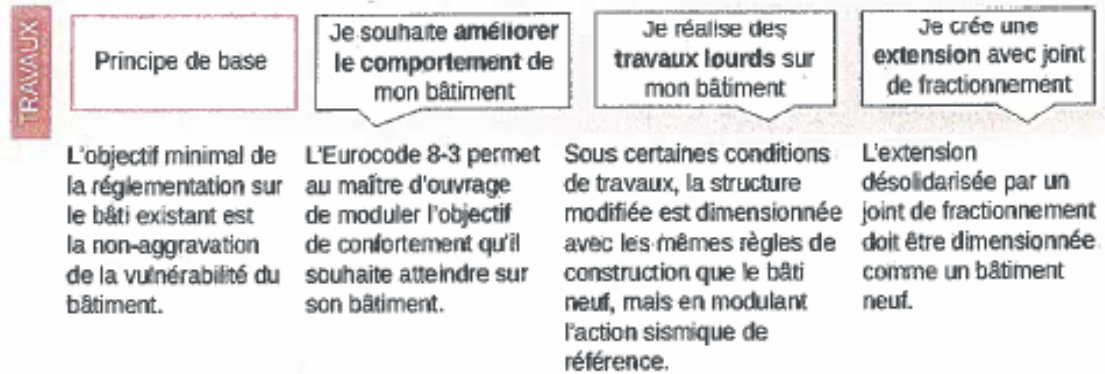 TRAVAUX
Principe de base
L'objectif minimal de
la réglementation sur
le bâti existant est
la non-aggravation
de la vulnérabilité du
bâtiment.
Je souhaite améliorer
le comportement de
mon bâtiment
L'Eurocode 8-3 permet
au maître d'ouvrage
de moduler l'objectif
de confortement qu'il
souhaite atteindre sur
son bâtiment.
Je réalise des
travaux lourds sur
mon bâtiment
Sous certaines conditions
de travaux, la structure
modifiée est dimensionnée
avec les mêmes règles de
construction que le bâti
neuf, mais en modulant
l'action sismique de
référence.
Je crée une
extension avec joint
de fractionnement
L'extension
désolidarisée par un
joint de fractionnement
doit être dimensionnée
comme un bâtiment
neuf.